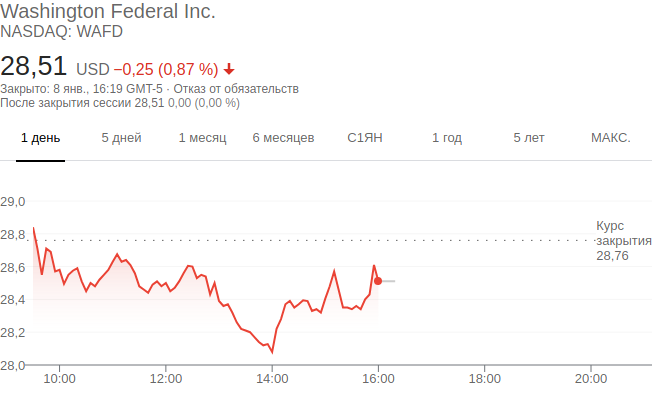 Washington Federal Inc.
NASDAQ: WAFD
28,51 USD −0,25 (0,87 %)
Закрыто: 8 янв., 16:19 GMT-5 · Отказ от обязательств
После закрытия сессии 28,51 0,00 (0,00 %)
1 день 5 дней 1 месяц 6 месяцев С1ЯН 1 год 5 лет МАКС.
29,0
28,8
28,6
28,4
28,2
28,0
Курс
закрытия
28,76
10:00 12:00 14:00 16:00 18:00 20:00